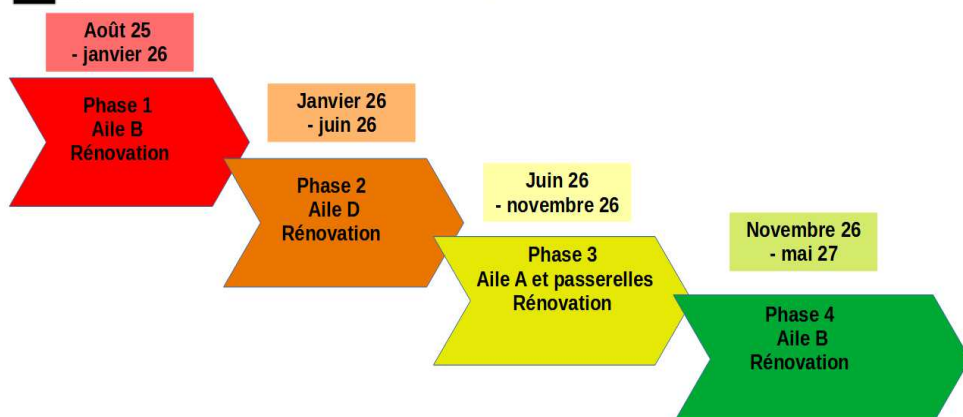 Août 25
- janvier 26
Phase 1
Aile B
Rénovation
Janvier 26
- juin 26
Phase 2
Aile D
Rénovation
Juin 26
- novembre 26
Phase 3
Aile A et passerelles
Rénovation
Novembre 26
- mai 27
Phase 4
Aile B
Rénovation